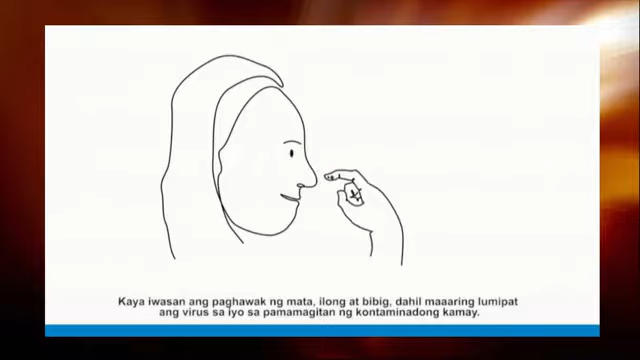 Kaya iwasan ang paghawak ng mata, ilong at bibig, dahil maaaring lumipat
ang virus sa iyo sa pamamagitan ng kontaminadong kamay.